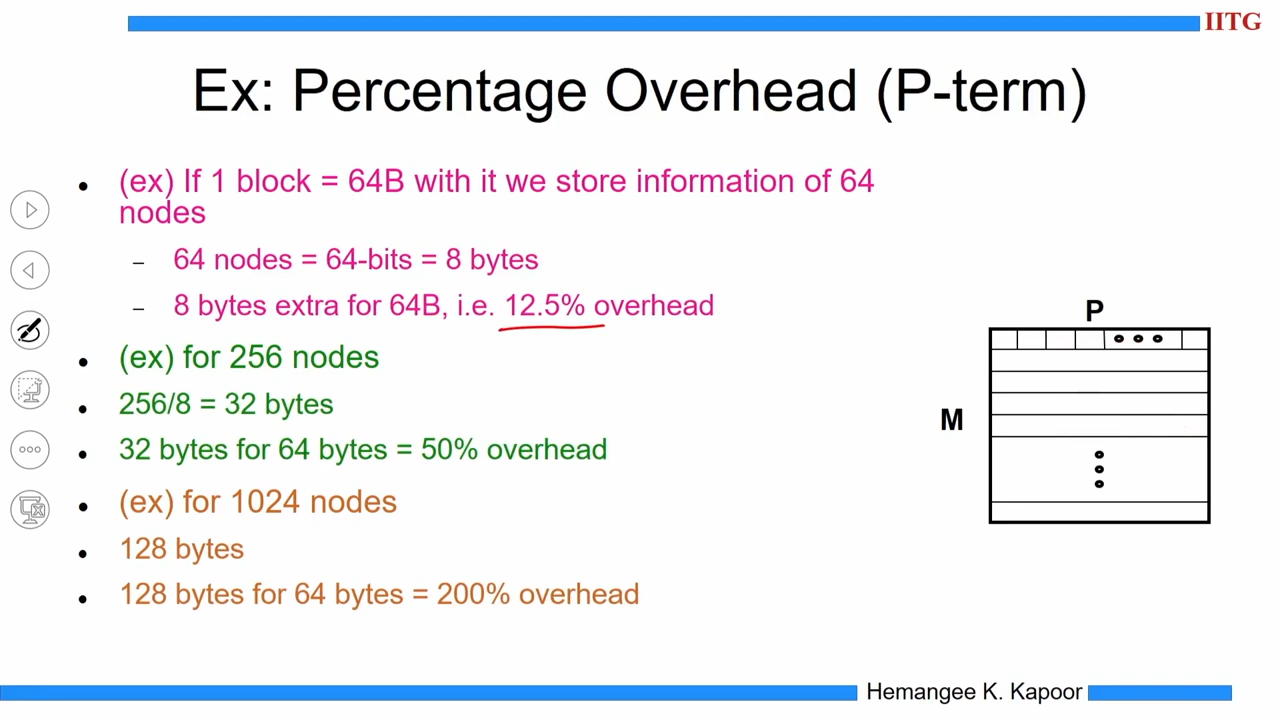 IITG
Ex: Percentage Overhead (P-term)
• (ex) If 1 block = 64B with it we store information of 64
nodes
– 64 nodes = 64-bits = 8 bytes
– 8 bytes extra for 64B, i.e. 12.5% overhead
• (ex) for 256 nodes
• 256/8 = 32 bytes
• 32 bytes for 64 bytes = 50% overhead
• (ex) for 1024 nodes
• 128 bytes
• 128 bytes for 64 bytes = 200% overhead
P
M
Hemangee K. Kapoor